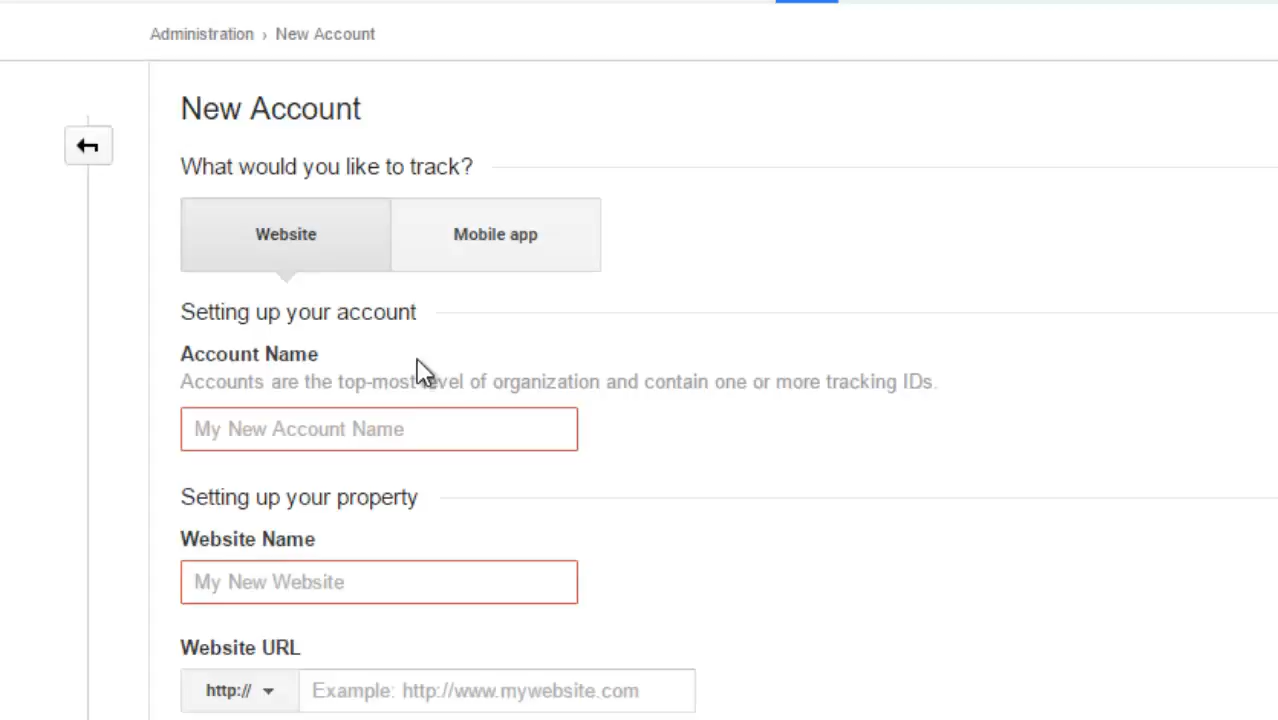 Administration › New Account
New Account
What would you like to track?
Website
Mobile app
Setting up your account
Account Name
Accounts are the top-most level of organization and contain one or more tracking IDs.
My New Account Name
Setting up your property
Website Name
My New Website
Website URL
http://
Example: http://www.mywebsite.com